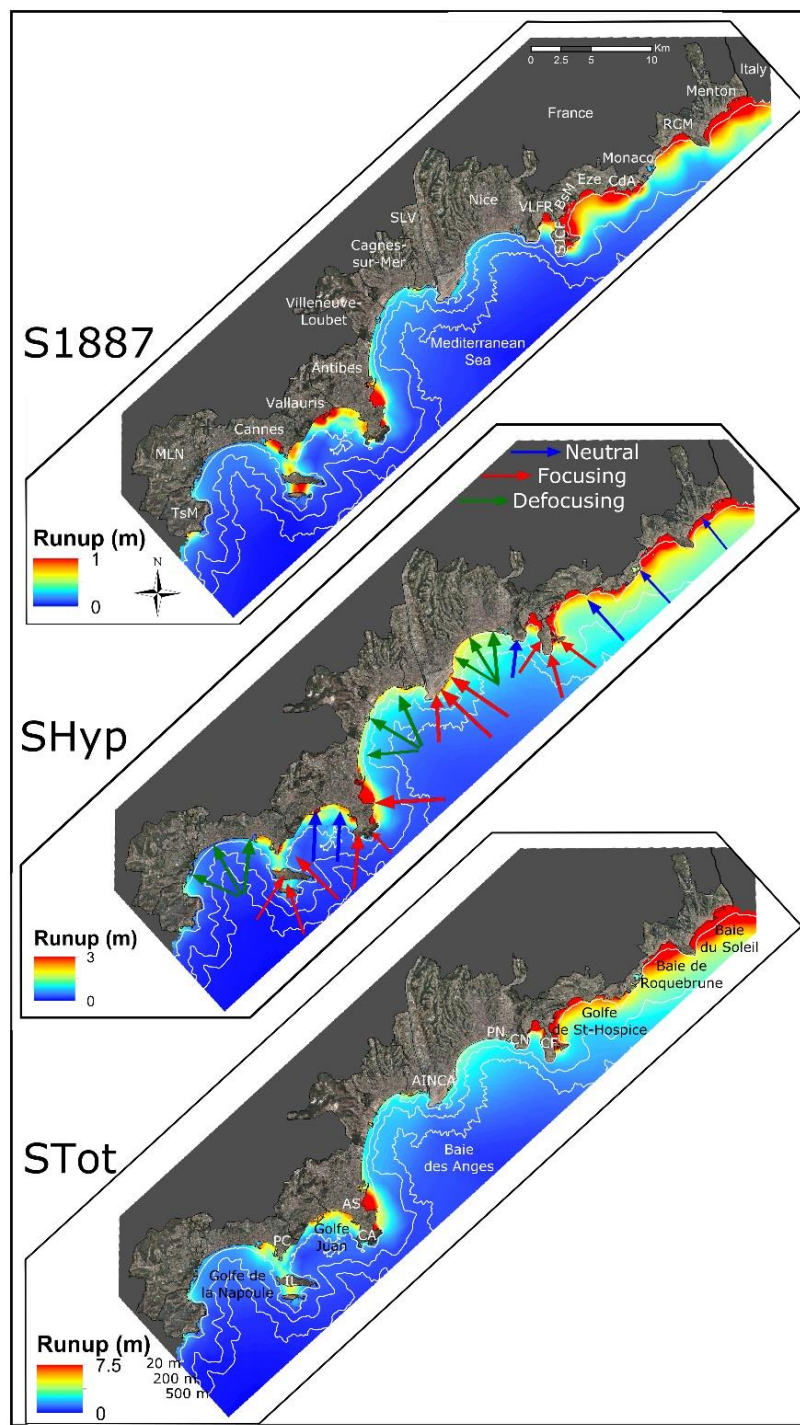 Km
0 2.5 5 10
Italy
Menton
France
RCM
Monaco
Eze
CdA
BsM
VLFR
SJCF
Nice
SLV
Cagnes-
sur-Mer
Villeneuve-
Loubet
Mediterranean
Sea
S1887
Antibes
Vallauris
Cannes
MLN
TsM
Runup (m)
1
0
N
Neutral
Focusing
Defocusing
SHyp
Runup (m)
3
0
Baie
du Soleil
Baie de
Roquebrune
Golfe
de St-Hospice
PN
CN
CF
AINCA
STot
Baie
des Anges
AS
Golfe
Juan
CA
PC
Golfe de
la Napoule
IL
Runup (m)
7.5
0
20 m
200 m
500 m